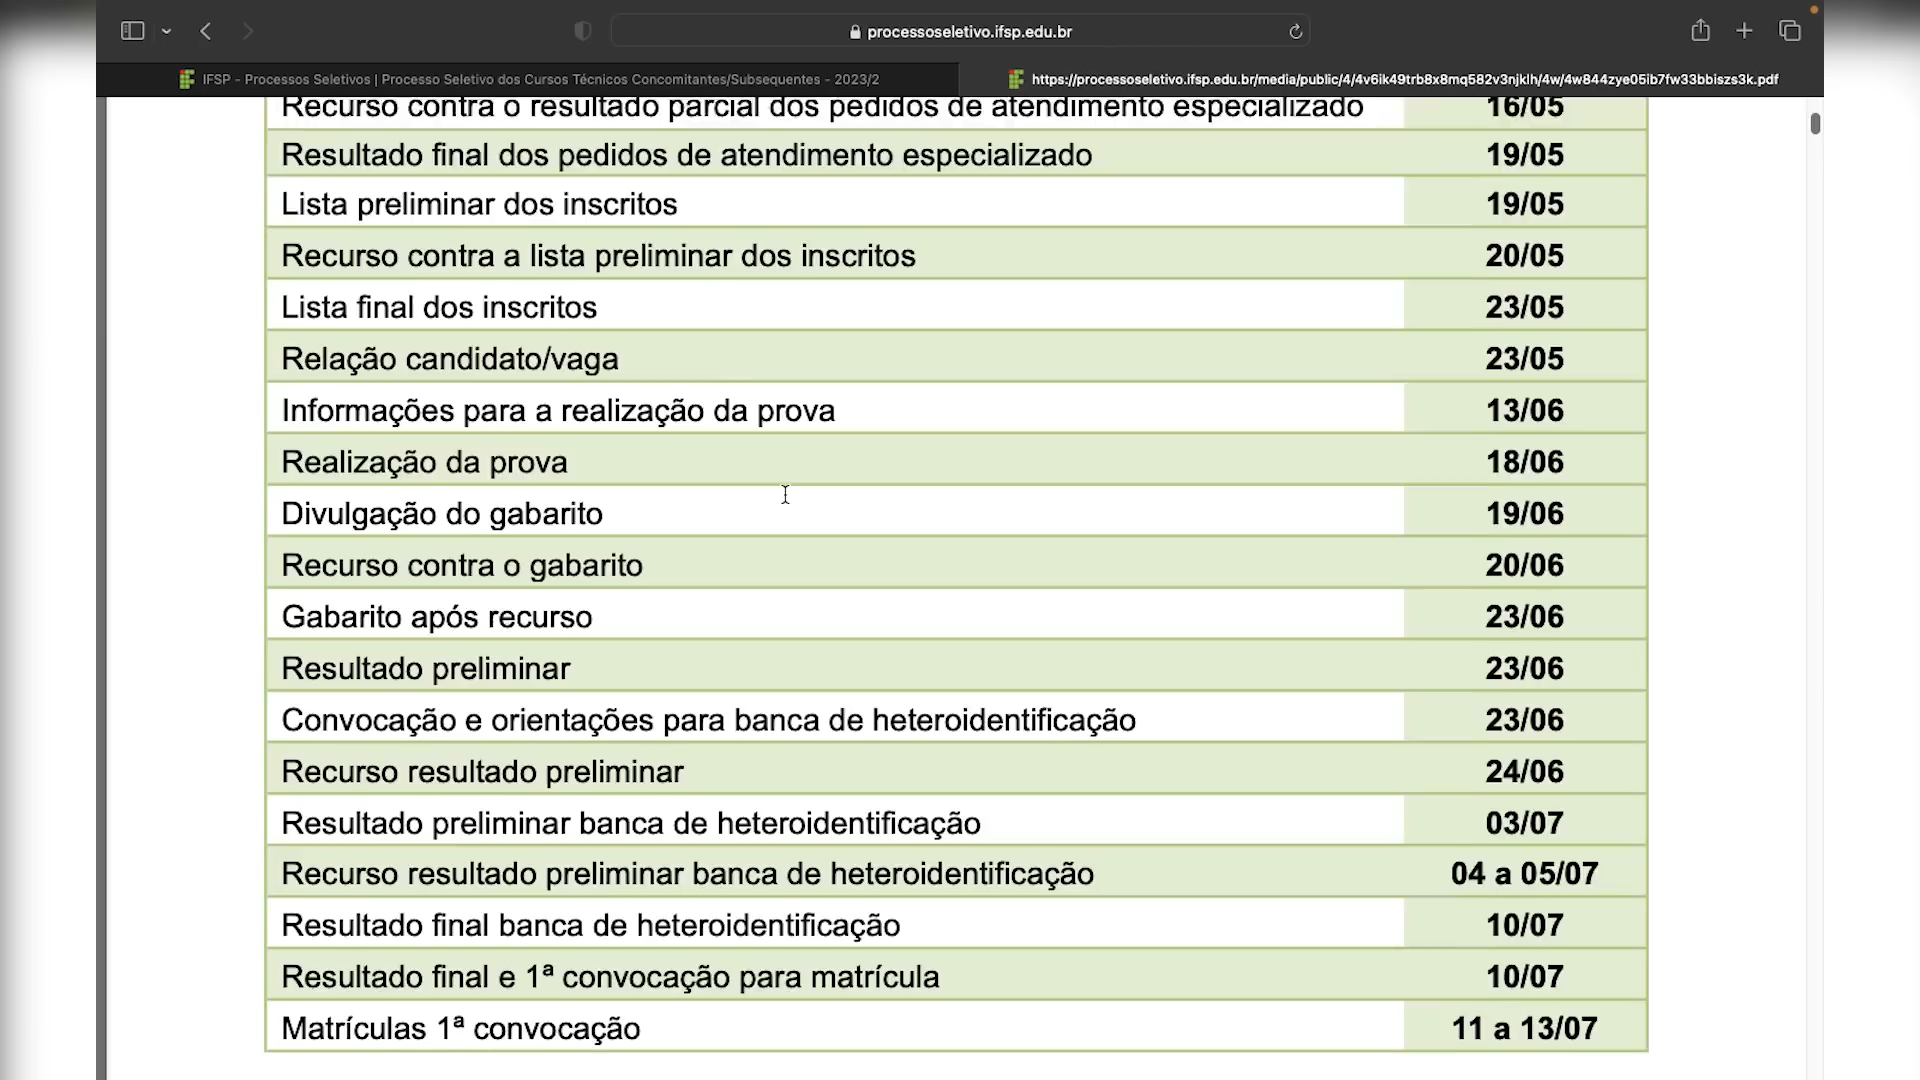 processoseletivo.ifsp.edu.br
IFSP - Processos Seletivos | Processo Seletivo dos Cursos Técnicos Concomitantes/Subsequentes - 2023/2
https://processoseletivo.ifsp.edu.br/media/public/4/4v6ik49trb8x8mq582v3njklh/4w/4w844zye05ib7fw33bbiszs3k.pdf
Recurso contra o resultado parcial dos pedidos de atendimento especializado 16/05
Resultado final dos pedidos de atendimento especializado 19/05
Lista preliminar dos inscritos 19/05
Recurso contra a lista preliminar dos inscritos 20/05
Lista final dos inscritos 23/05
Relação candidato/vaga 23/05
Informações para a realização da prova 13/06
Realização da prova 18/06
Divulgação do gabarito 19/06
Recurso contra o gabarito 20/06
Gabarito após recurso 23/06
Resultado preliminar 23/06
Convocação e orientações para banca de heteroidentificação 23/06
Recurso resultado preliminar 24/06
Resultado preliminar banca de heteroidentificação 03/07
Recurso resultado preliminar banca de heteroidentificação 04 a 05/07
Resultado final banca de heteroidentificação 10/07
Resultado final e 1ª convocação para matrícula 10/07
Matrículas 1ª convocação 11 a 13/07